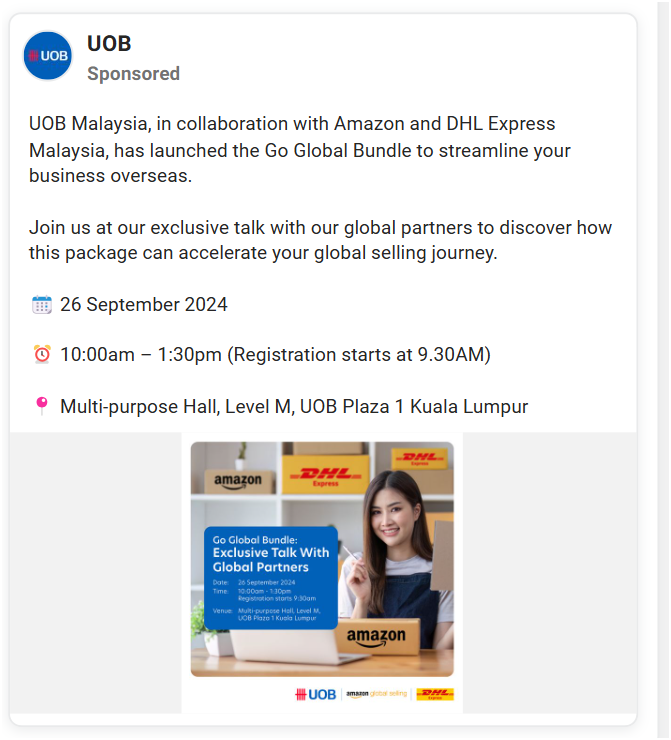 UOB
UOB
Sponsored
UOB Malaysia, in collaboration with Amazon and DHL Express
Malaysia, has launched the Go Global Bundle to streamline your
business overseas.
Join us at our exclusive talk with our global partners to discover how
this package can accelerate your global selling journey.
26 September 2024
10:00am – 1:30pm (Registration starts at 9.30AM)
Multi-purpose Hall, Level M, UOB Plaza 1 Kuala Lumpur
amazon
DHL
Express
DHL
Express
Go Global Bundle:
Exclusive Talk With
Global Partners
Date: 26 September 2024
Time: 10:00am - 1:30pm
Registration starts 9:30am
Venue: Multi-purpose Hall, Level M,
UOB Plaza 1 Kuala Lumpur
amazon
UOB amazon global selling DHL